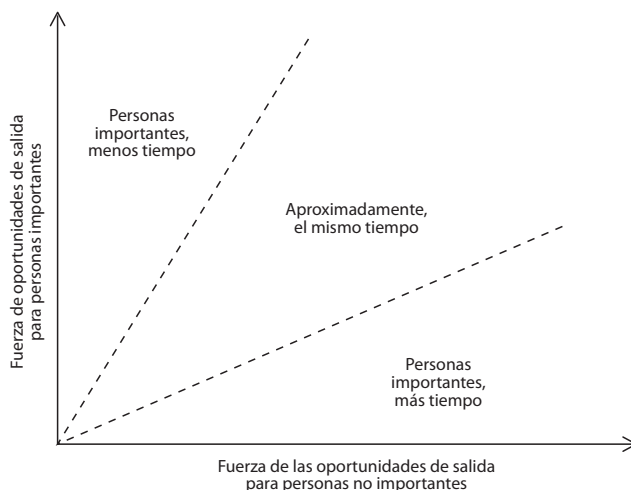 Fuerza de oportunidades de salida
para personas importantes
Personas
importantes,
menos tiempo
Aproximadamente,
el mismo tiempo
Personas
importantes,
más tiempo
Fuerza de las oportunidades de salida
para personas no importantes